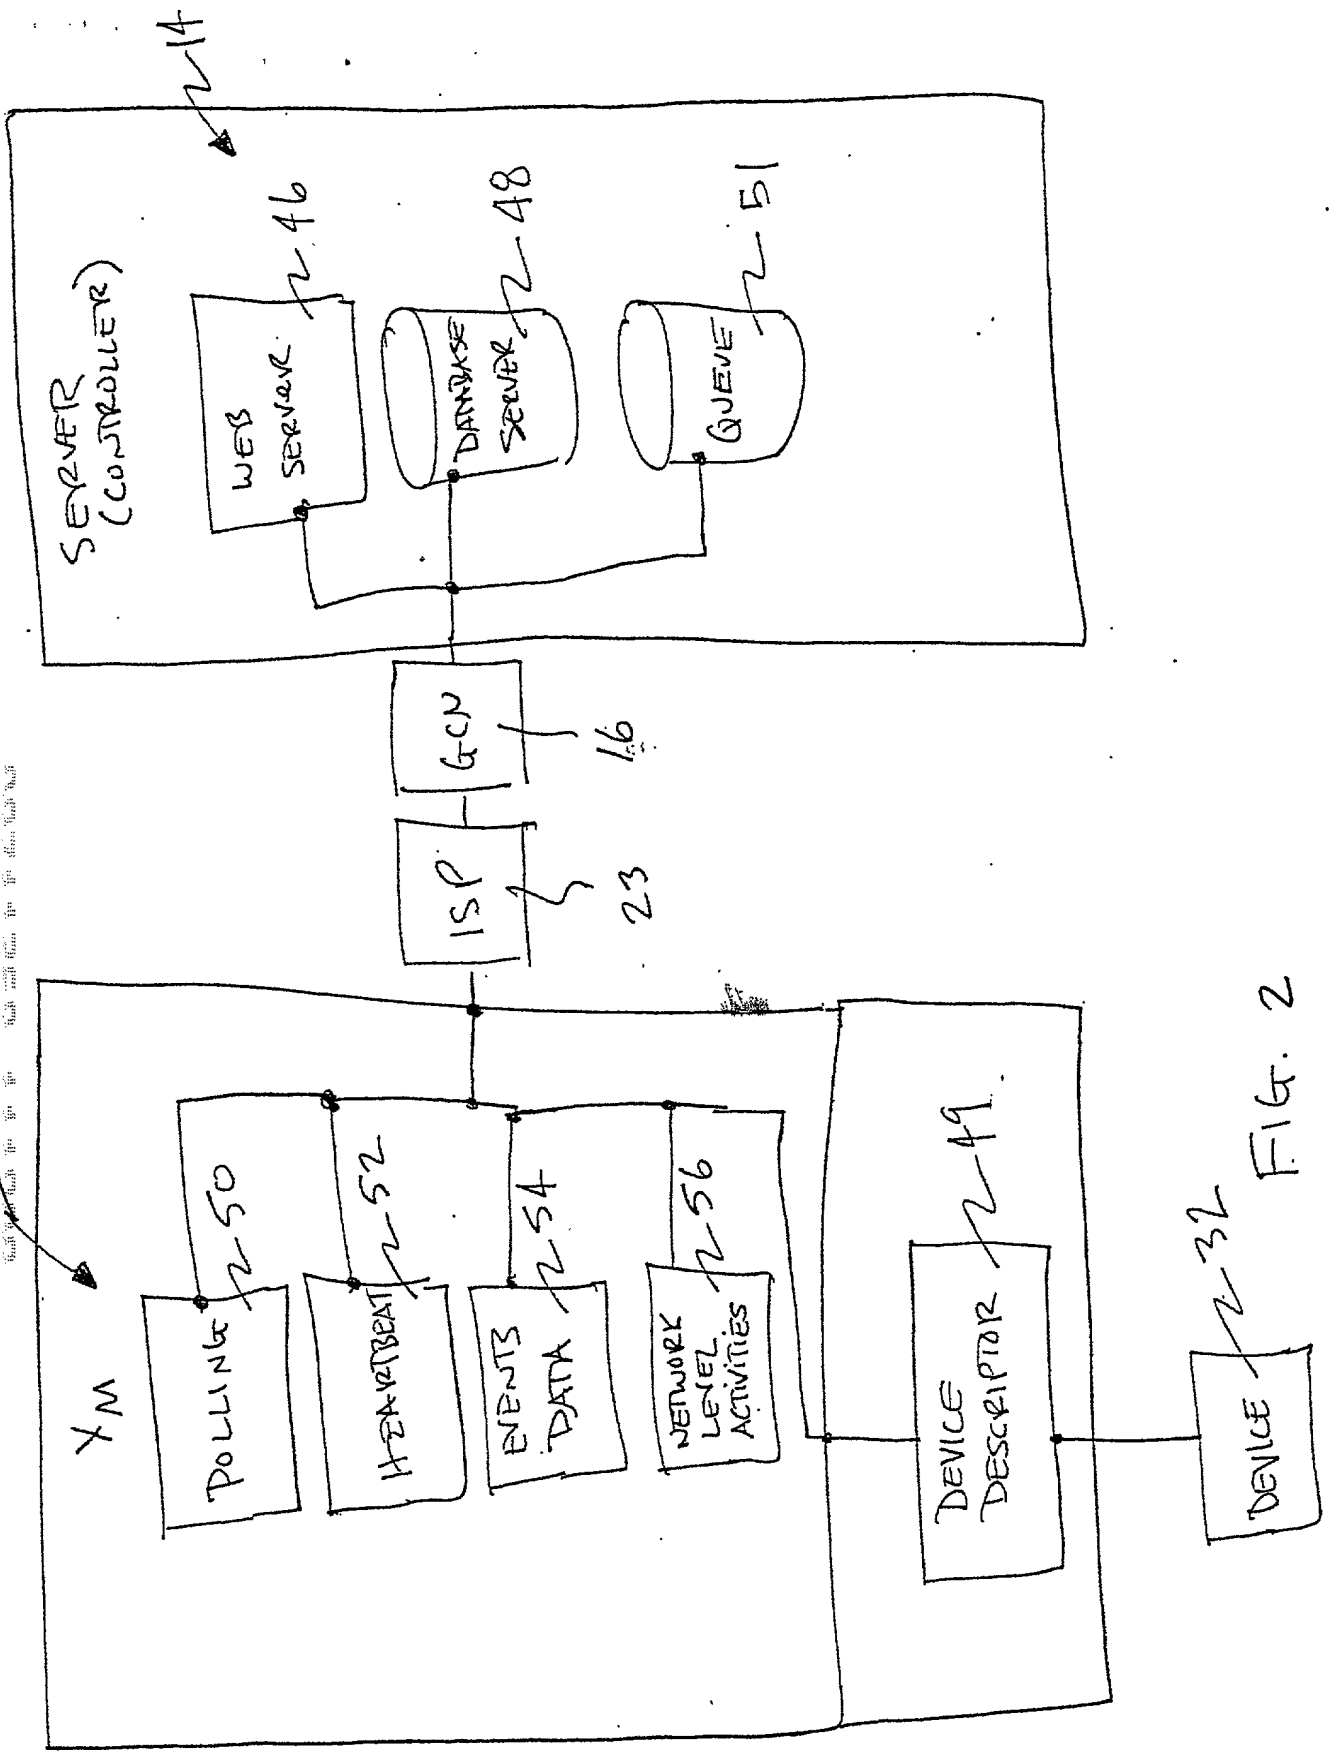 XM
POLLING
50
HEARTBEAT
52
EVENTS
DATA
54
NETWORK
LEVEL
ACTIVITIES
56
DEVICE
DESCRIPTOR
49
DEVICE
32
ISP
23
GCN
16
SERVER
(CONTROLLER)
14
WEB
SERVER
46
DATABASE
SERVER
48
QUEUE
51
FIG. 2